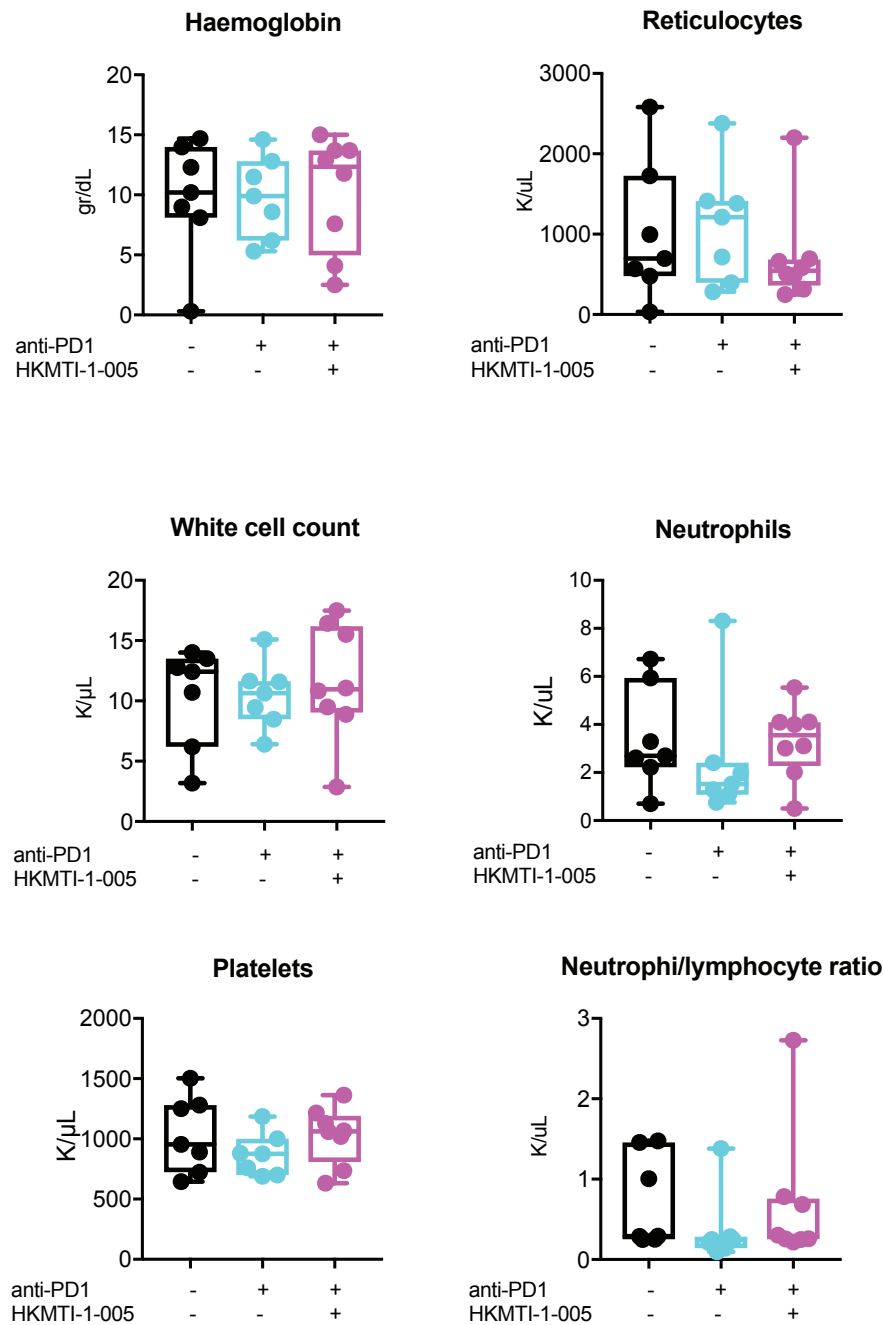 Haemoglobin
gr/dL
20
15
10
5
0
anti-PD1 - + +
HKMTI-1-005 - - +
Reticulocytes
K/uL
3000
2000
1000
0
anti-PD1 - + +
HKMTI-1-005 - - +
White cell count
K/µL
20
15
10
5
0
anti-PD1 - + +
HKMTI-1-005 - - +
Neutrophils
K/uL
10
8
6
4
2
0
anti-PD1 - + +
HKMTI-1-005 - - +
Platelets
K/µL
2000
1500
1000
500
0
anti-PD1 - + +
HKMTI-1-005 - - +
Neutrophi/lymphocyte ratio
K/uL
3
2
1
0
anti-PD1 - + +
HKMTI-1-005 - - +